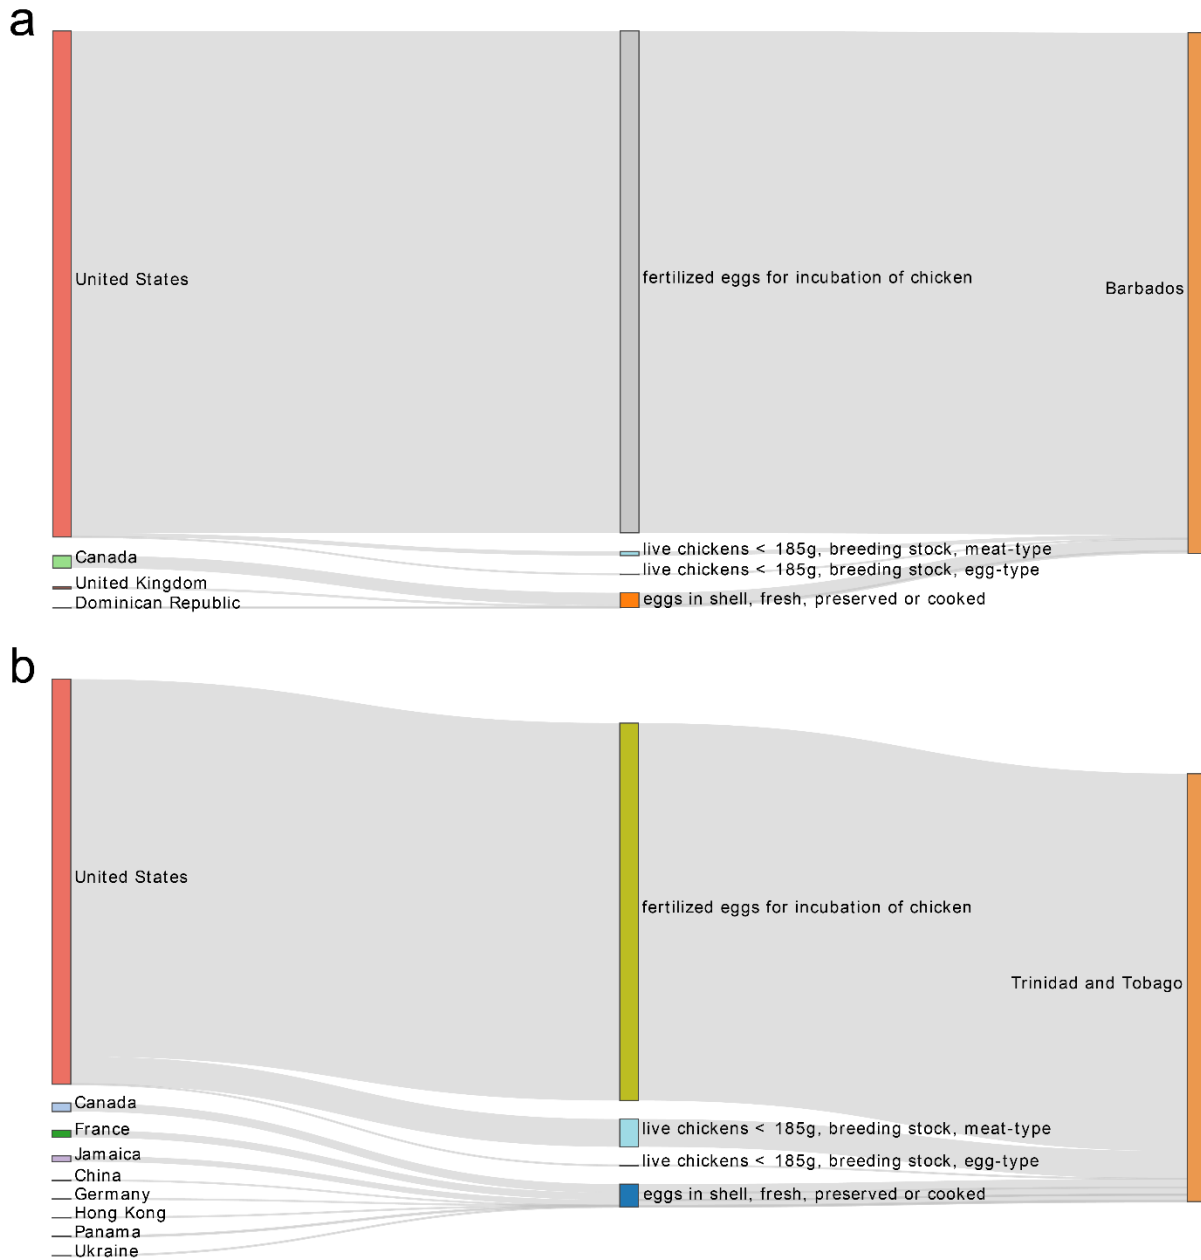 a
United States
fertilized eggs for incubation of chicken
Barbados
Canada
live chickens < 185g, breeding stock, meat-type
United Kingdom
live chickens < 185g, breeding stock, egg-type
Dominican Republic
eggs in shell, fresh, preserved or cooked
b
United States
fertilized eggs for incubation of chicken
Trinidad and Tobago
Canada
France
live chickens < 185g, breeding stock, meat-type
Jamaica
live chickens < 185g, breeding stock, egg-type
China
Germany
eggs in shell, fresh, preserved or cooked
Hong Kong
Panama
Ukraine